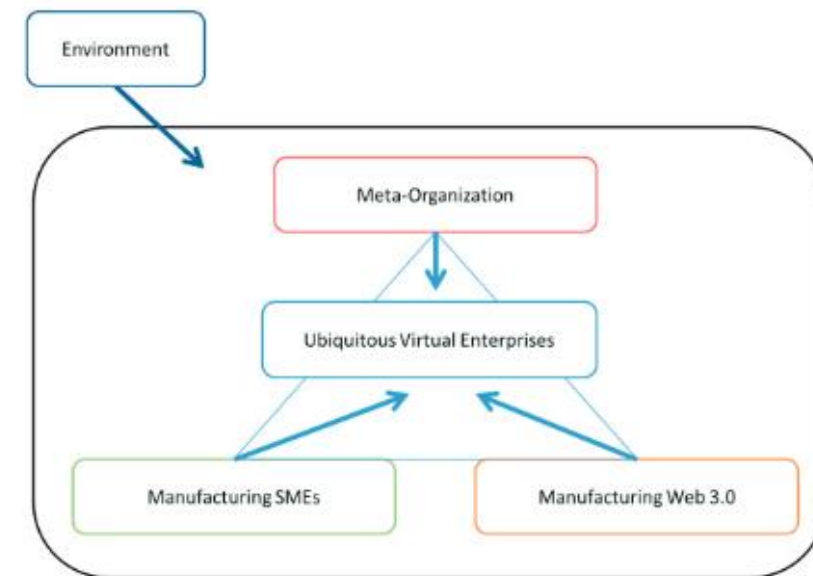 Environment
Meta-Organization
Ubiquitous Virtual Enterprises
Manufacturing SMEs
Manufacturing Web 3.0